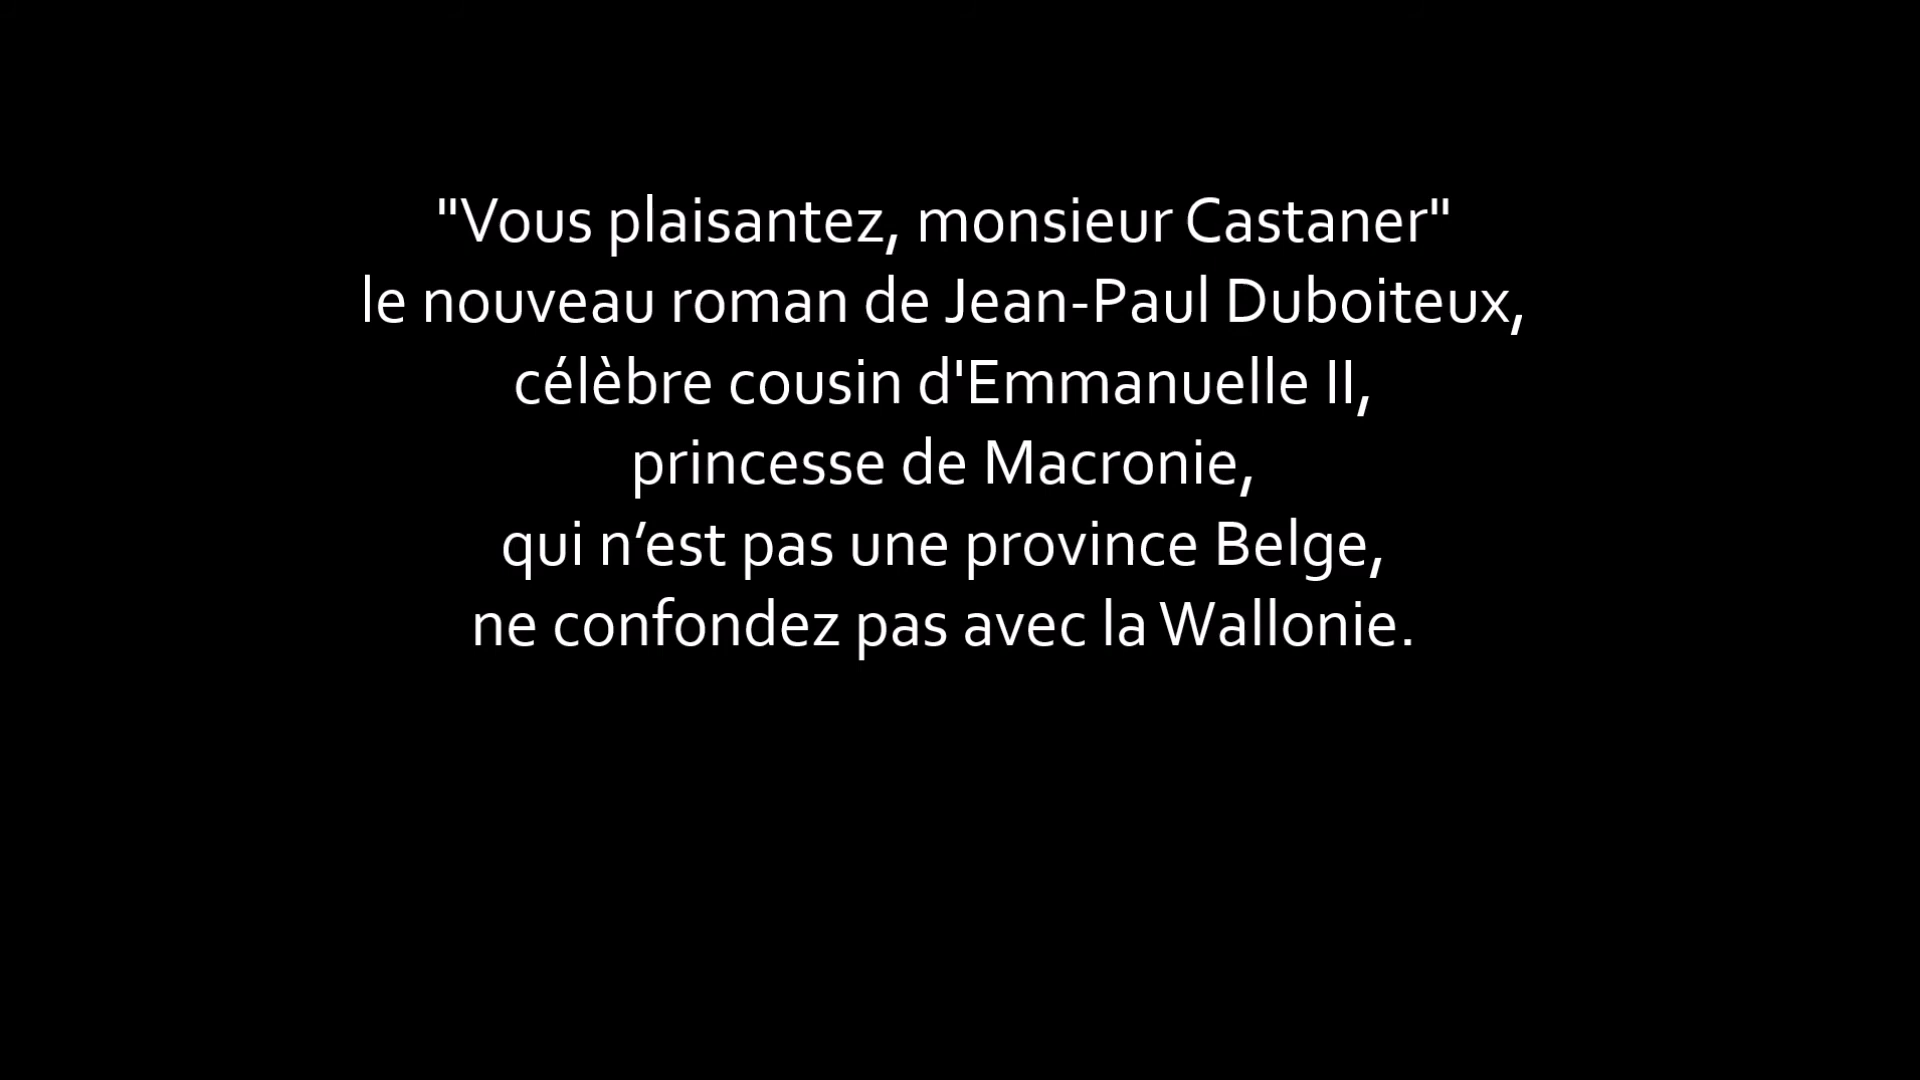 "Vous plaisantez, monsieur Castaner"
le nouveau roman de Jean-Paul Duboiteux,
célèbre cousin d'Emmanuelle II,
princesse de Macronie,
qui n’est pas une province Belge,
ne confondez pas avec la Wallonie.